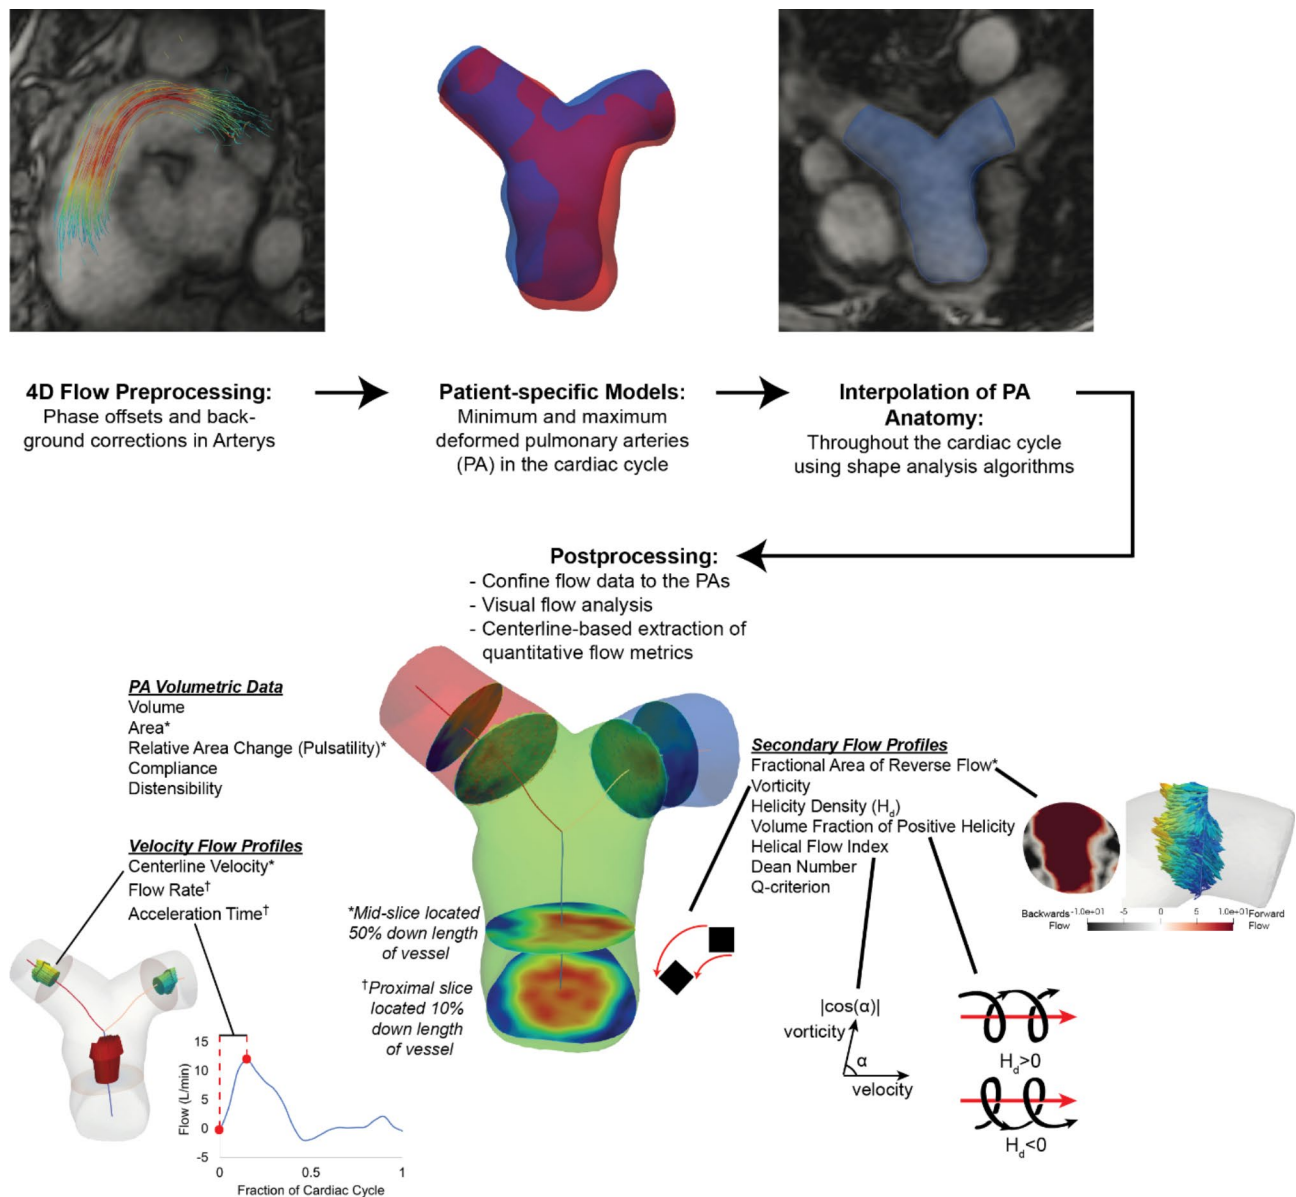 4D Flow Preprocessing:
Phase offsets and back-
ground corrections in Arterys
Patient-specific Models:
Minimum and maximum
deformed pulmonary arteries
(PA) in the cardiac cycle
Interpolation of PA
Anatomy:
Throughout the cardiac cycle
using shape analysis algorithms
Postprocessing:
- Confine flow data to the PAs
- Visual flow analysis
- Centerline-based extraction of
quantitative flow metrics
PA Volumetric Data
Volume
Area*
Relative Area Change (Pulsatility)*
Compliance
Distensibility
Velocity Flow Profiles
Centerline Velocity*
Flow Rate†
Acceleration Time†
*Mid-slice located
50% down length
of vessel
†Proximal slice
located 10%
down length
of vessel
Secondary Flow Profiles
Fractional Area of Reverse Flow*
Vorticity
Helicity Density (Hd)
Volume Fraction of Positive Helicity
Helical Flow Index
Dean Number
Q-criterion
Backwards
Flow
-1.0e+01 -5 0 5 1.0e+01
Forward
Flow
|cos(α)|
vorticity
α
velocity
Hd>0
Hd<0
Flow (L/min)
15
10
5
0
-5
0 0.5 1
Fraction of Cardiac Cycle